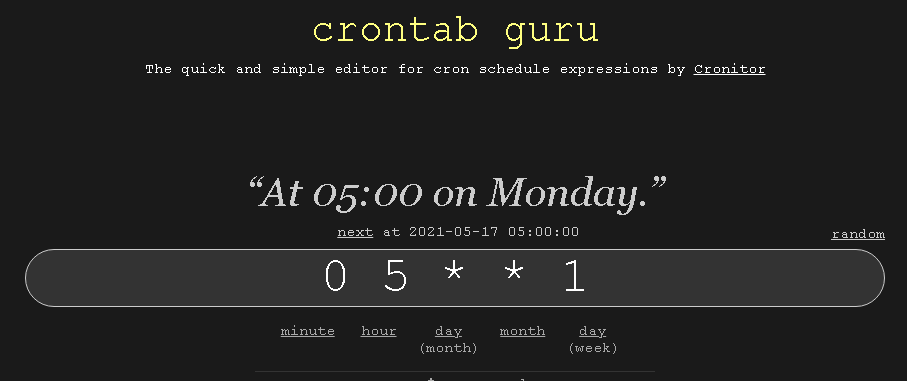 crontab guru
The quick and simple editor for cron schedule expressions by Cronitor
“At 05:00 on Monday.”
next at 2021-05-17 05:00:00
random
0 5 * * 1
minute hour day month day
(month) (week)